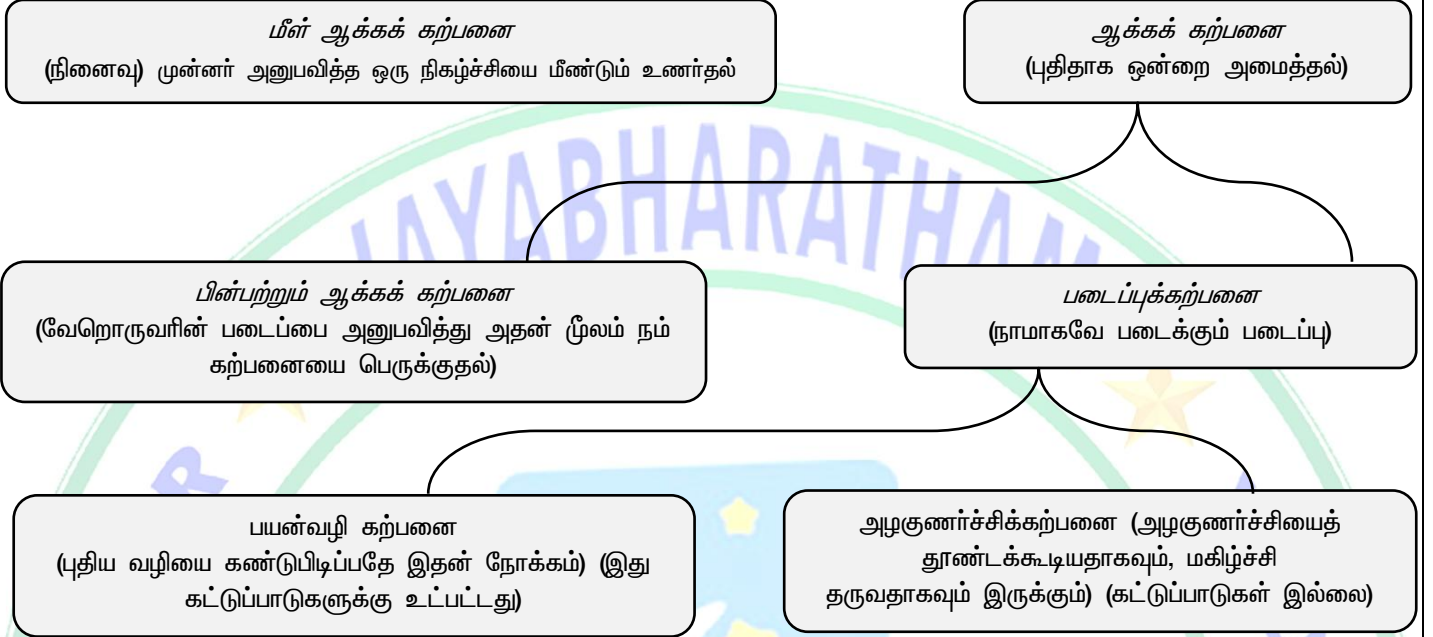 மீள் ஆக்கக் கற்பனை
(நினைவு) முன்னர் அனுபவித்த ஒரு நிகழ்ச்சியை மீண்டும் உணர்தல்
ஆக்கக் கற்பனை
(புதிதாக ஒன்றை அமைத்தல்)
JAYABHARATHAM
பின்பற்றும் ஆக்கக் கற்பனை
(வேறொருவரின் படைப்பை அனுபவித்து அதன் மூலம் நம்
கற்பனையை பெருக்குதல்)
படைப்புக்கற்பனை
(நாமாகவே படைக்கும் படைப்பு)
R
பயன்வழி கற்பனை
(புதிய வழியை கண்டுபிடிப்பதே இதன் நோக்கம்) (இது
கட்டுப்பாடுகளுக்கு உட்பட்டது)
அழகுணர்ச்சிக்கற்பனை (அழகுணர்ச்சியைத்
தூண்டக்கூடியதாகவும், மகிழ்ச்சி
தருவதாகவும் இருக்கும்) (கட்டுப்பாடுகள் இல்லை)